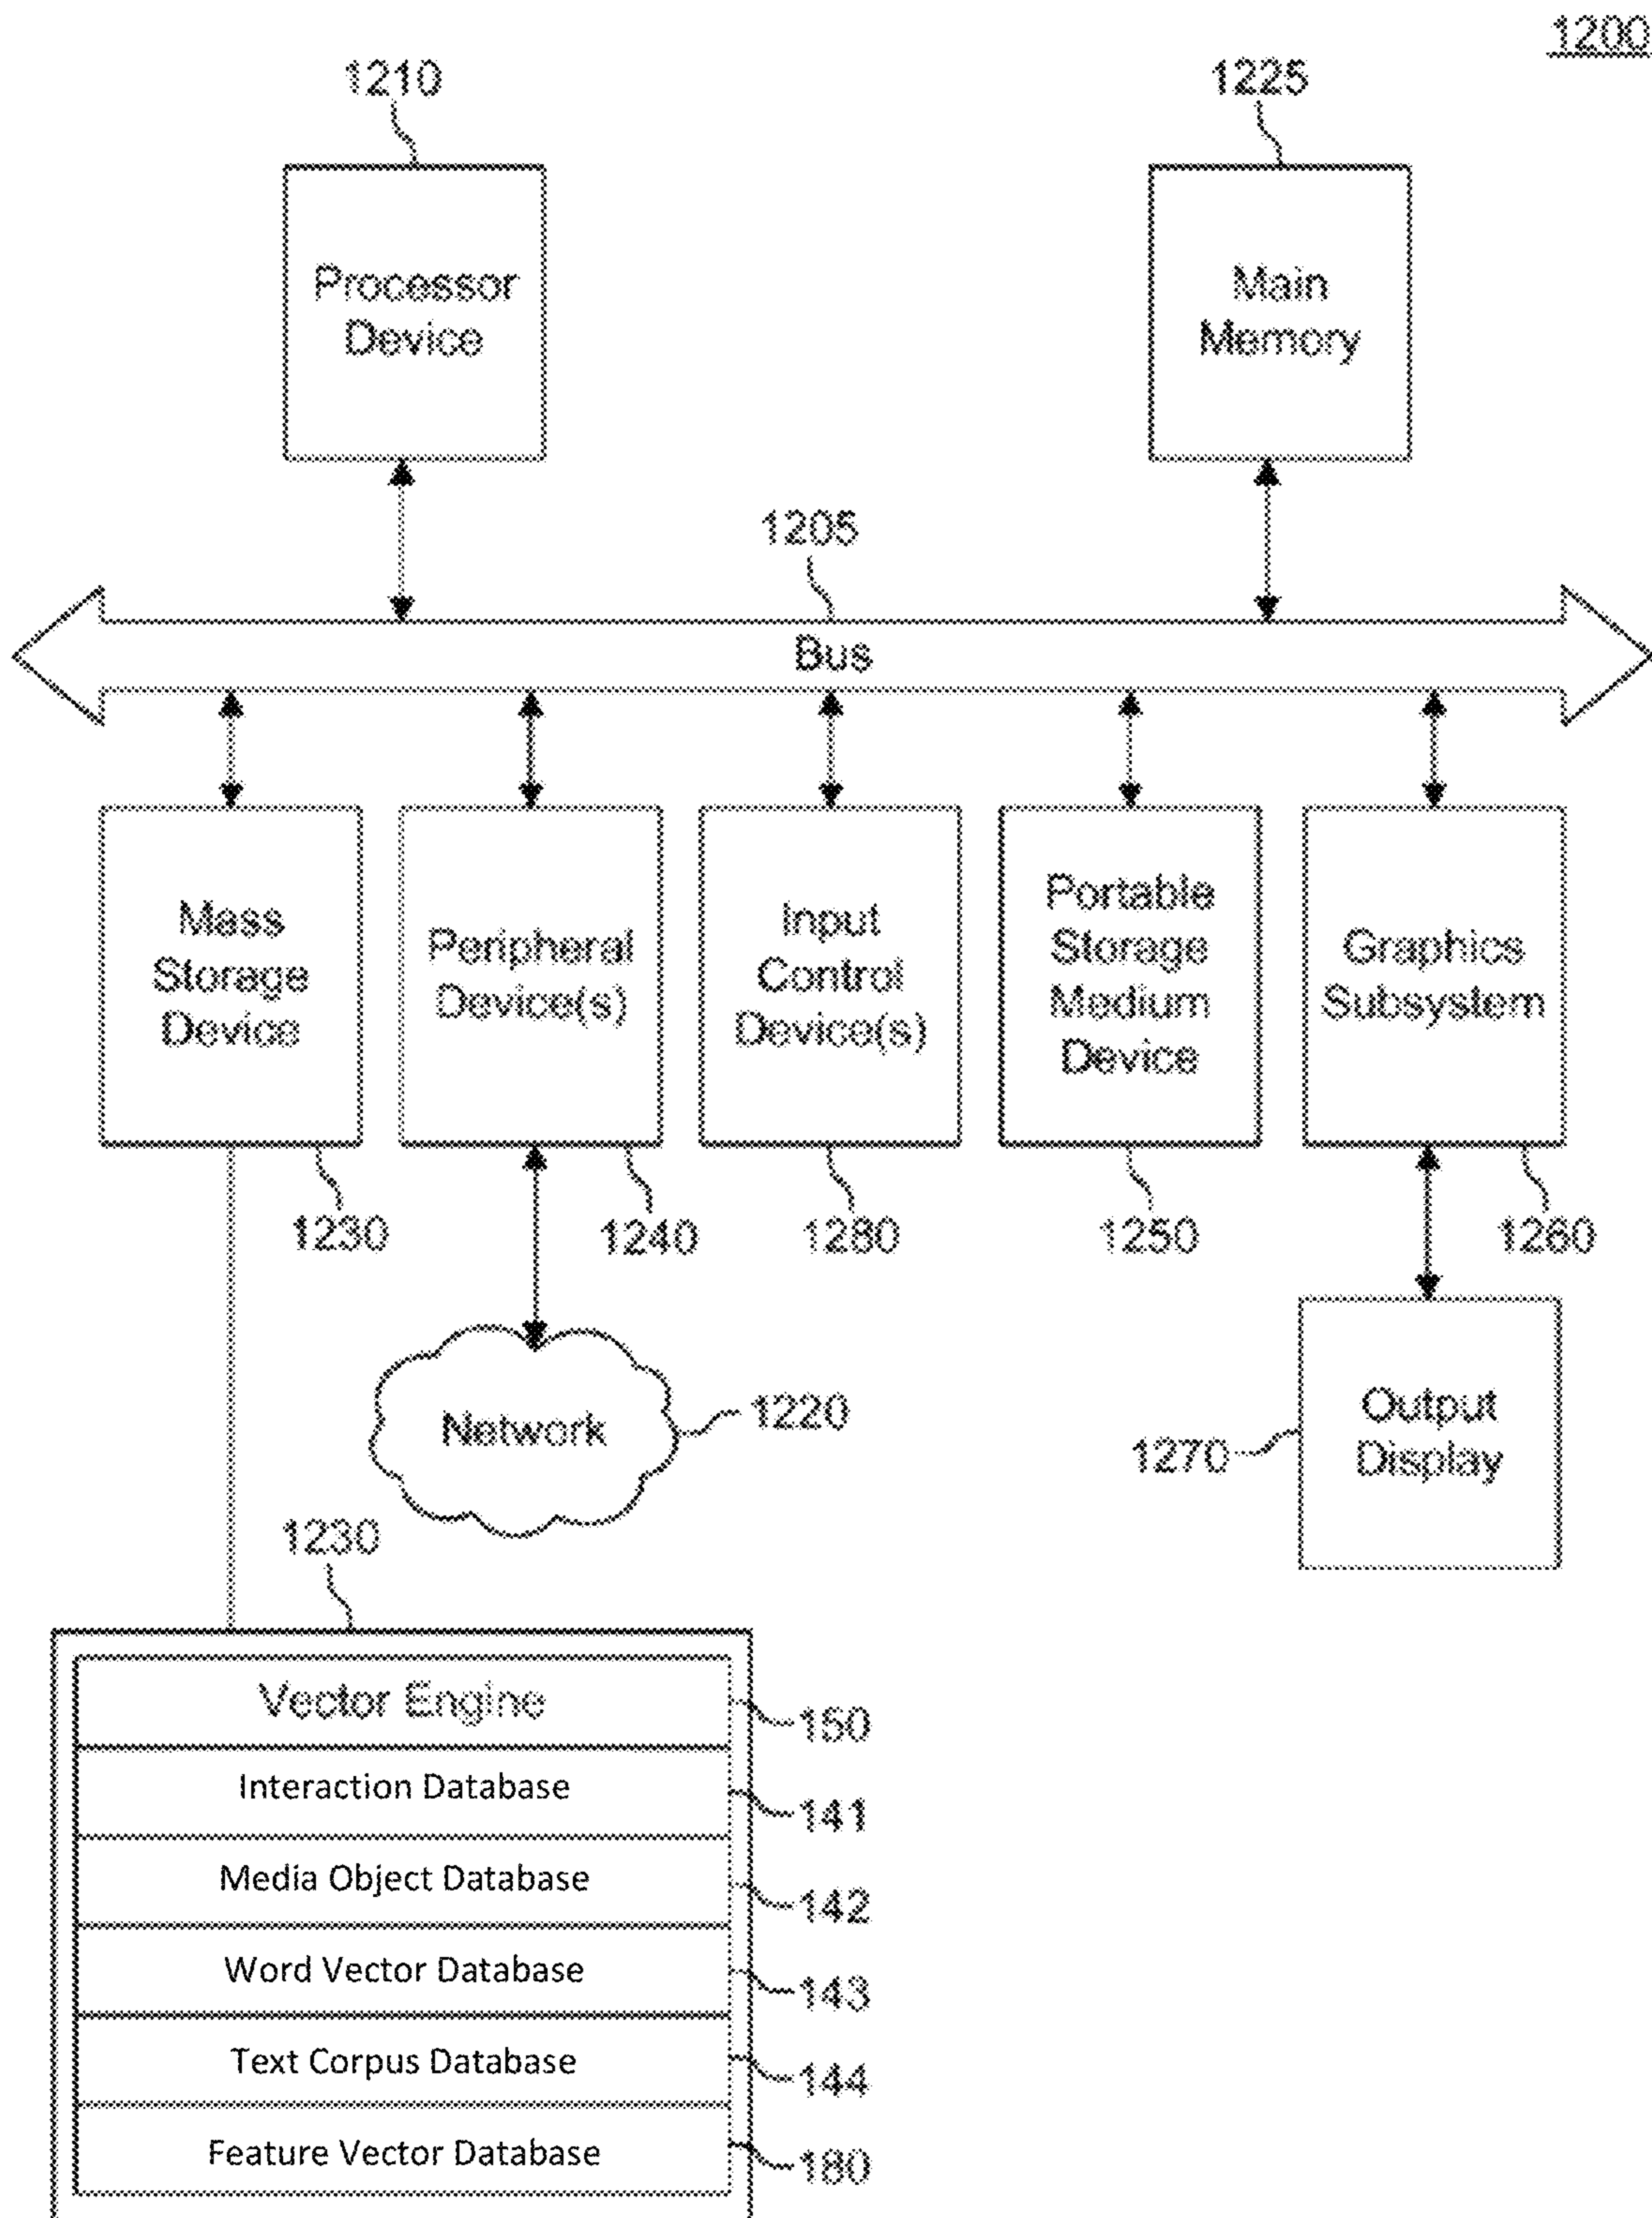 1200
1210
1225
Processor
Device
Main
Memory
1205
Bus
Mass
Storage
Device
Peripheral
Device(s)
Input
Control
Device(s)
Portable
Storage
Medium
Device
Graphics
Subsystem
1230
1240
1280
1250
1260
Network
1220
Output
Display
1270
1230
Vector Engine
150
Interaction Database
141
Media Object Database
142
Word Vector Database
143
Text Corpus Database
144
Feature Vector Database
180